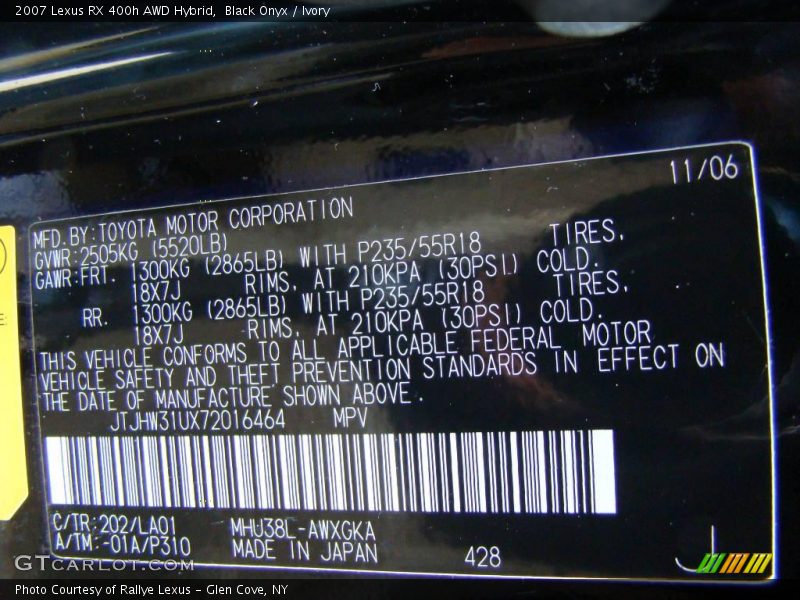 2007 Lexus RX 400h AWD Hybrid, Black Onyx / Ivory
11/06
MFD.BY:TOYOTA MOTOR CORPORATION
GVWR:2505KG (5520LB)
GAWR:FRT. 1300KG (2865LB) WITH P235/55R18 TIRES,
18X7J RIMS, AT 210KPA (30PSI) COLD.
RR. 1300KG (2865LB) WITH P235/55R18 TIRES,
18X7J RIMS, AT 210KPA (30PSI) COLD.
THIS VEHICLE CONFORMS TO ALL APPLICABLE FEDERAL MOTOR
VEHICLE SAFETY AND THEFT PREVENTION STANDARDS IN EFFECT ON
THE DATE OF MANUFACTURE SHOWN ABOVE.
JTJHW31UX72016464 MPV
C/TR:202/LA01 MHU38L-AWXGKA
A/TM:-01A/P310 MADE IN JAPAN 428
GTCARLOT.COM
Photo Courtesy of Rallye Lexus - Glen Cove, NY